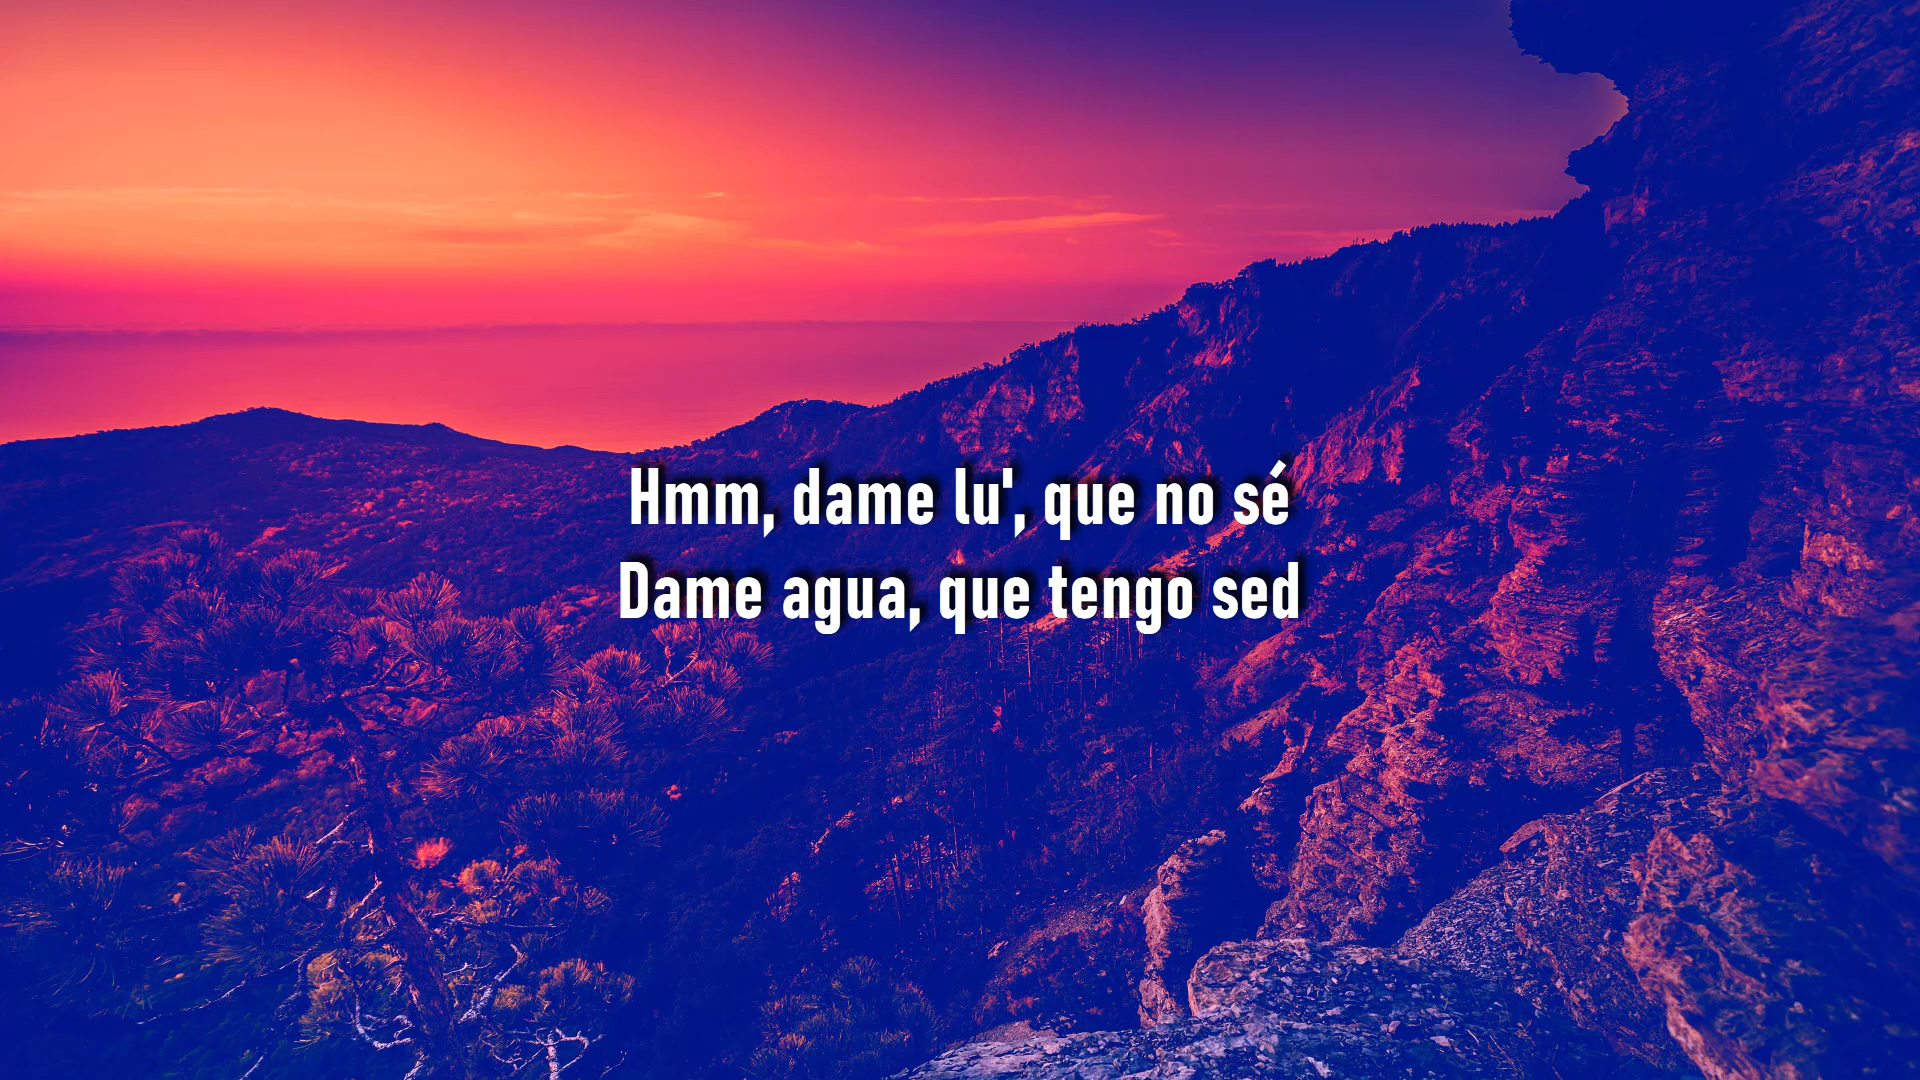 Hmm, dame lu', que no sé
Dame agua, que tengo sed